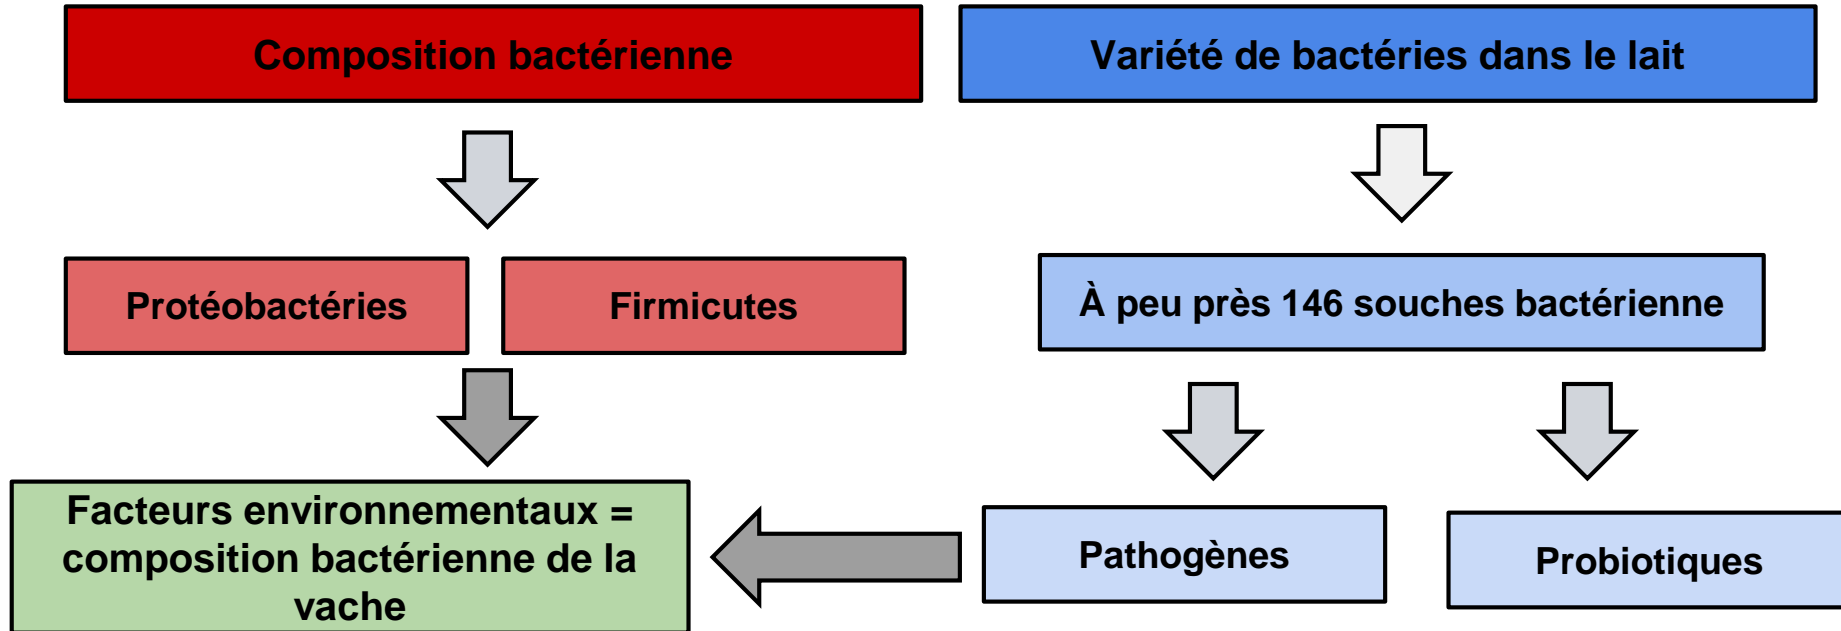 Composition bactérienne
Variété de bactéries dans le lait
Protéobactéries
Firmicutes
À peu près 146 souches bactérienne
Facteurs environnementaux =
composition bactérienne de la
vache
Pathogènes
Probiotiques